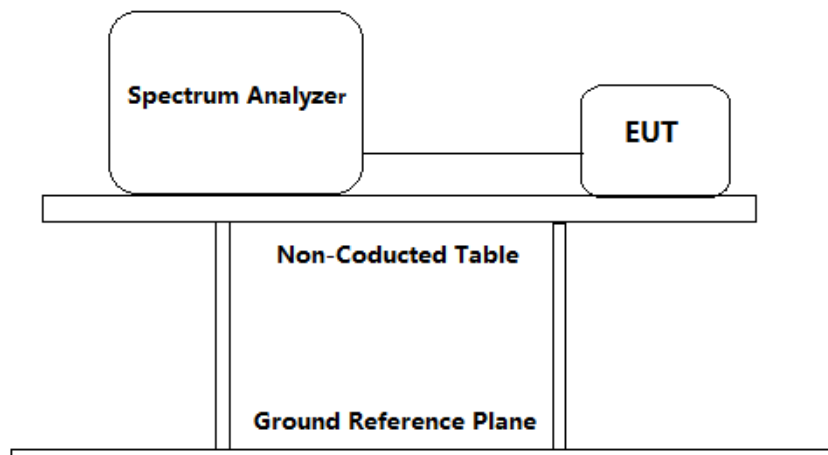 Spectrum Analyzer
EUT
Non-Coducted Table
Ground Reference Plane